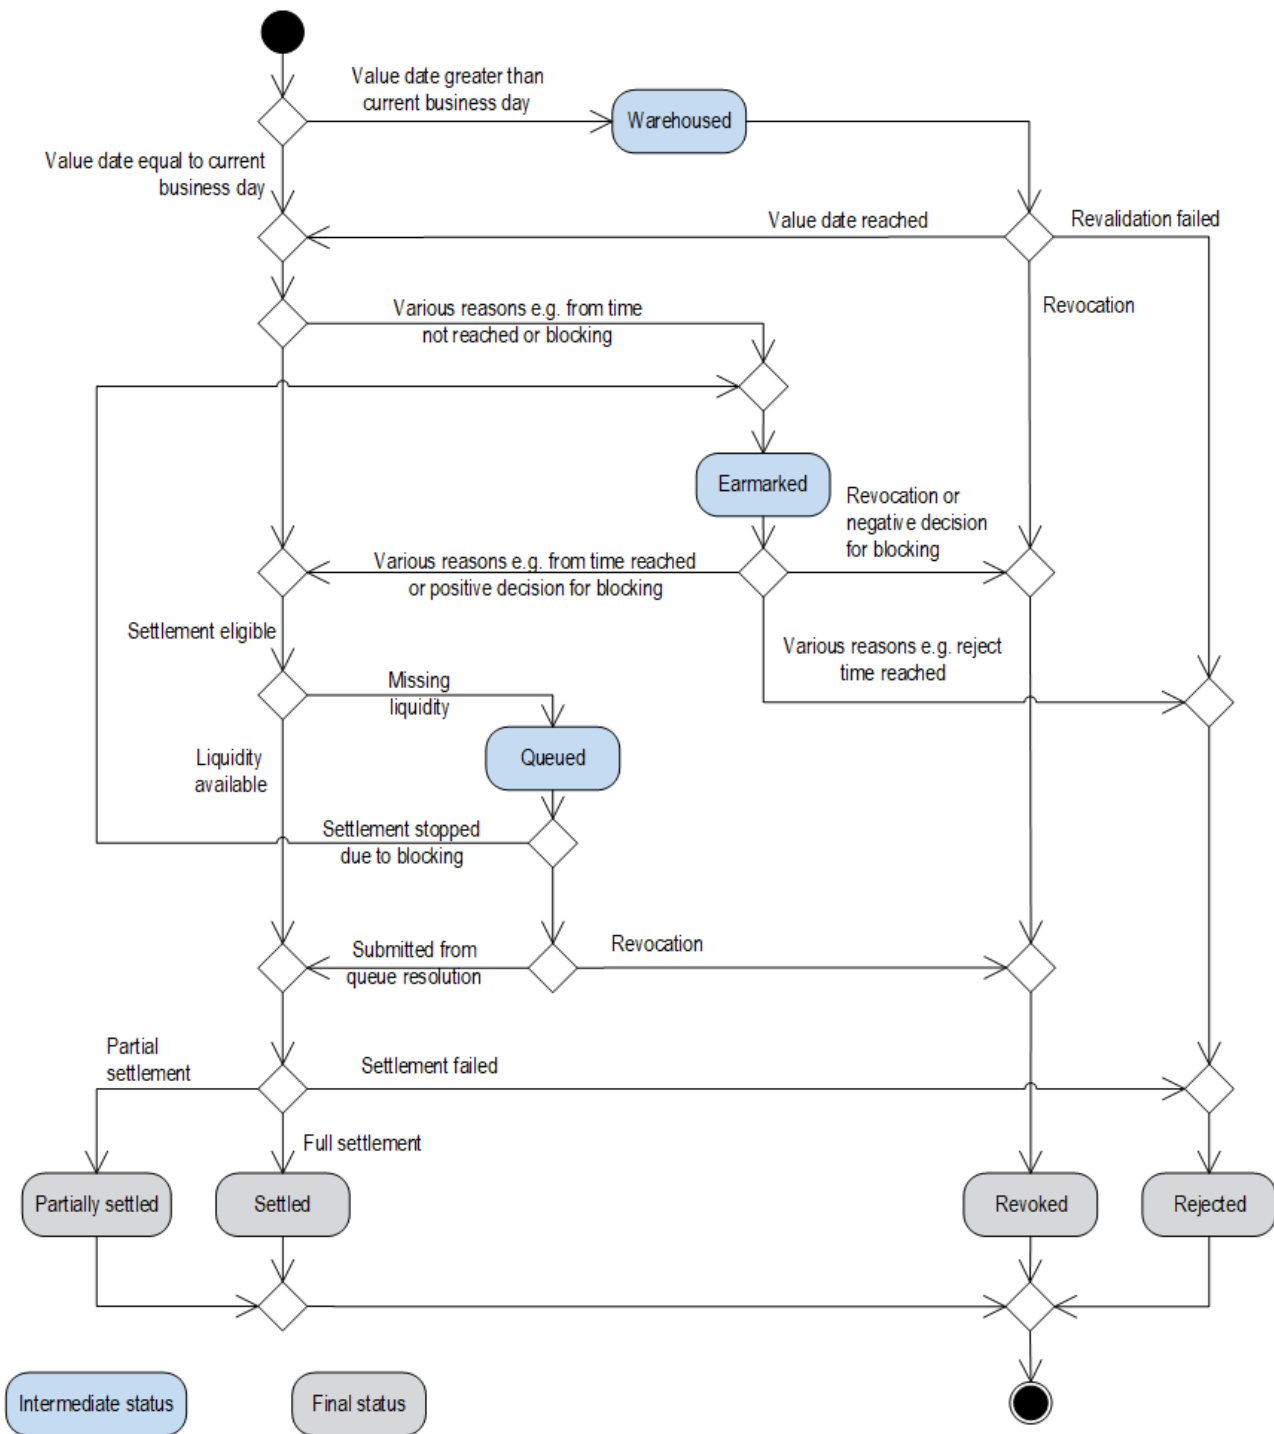 Value date greater than
current business day
Warehoused
Value date equal to current
business day
Value date reached
Revalidation failed
Various reasons e.g. from time
not reached or blocking
Revocation
Earmarked
Revocation or
negative decision
for blocking
Various reasons e.g. from time reached
or positive decision for blocking
Settlement eligible
Various reasons e.g. reject
time reached
Missing
liquidity
Liquidity
available
Queued
Settlement stopped
due to blocking
Submitted from
queue resolution
Revocation
Partial
settlement
Settlement failed
Full settlement
Partially settled
Settled
Revoked
Rejected
Intermediate status
Final status